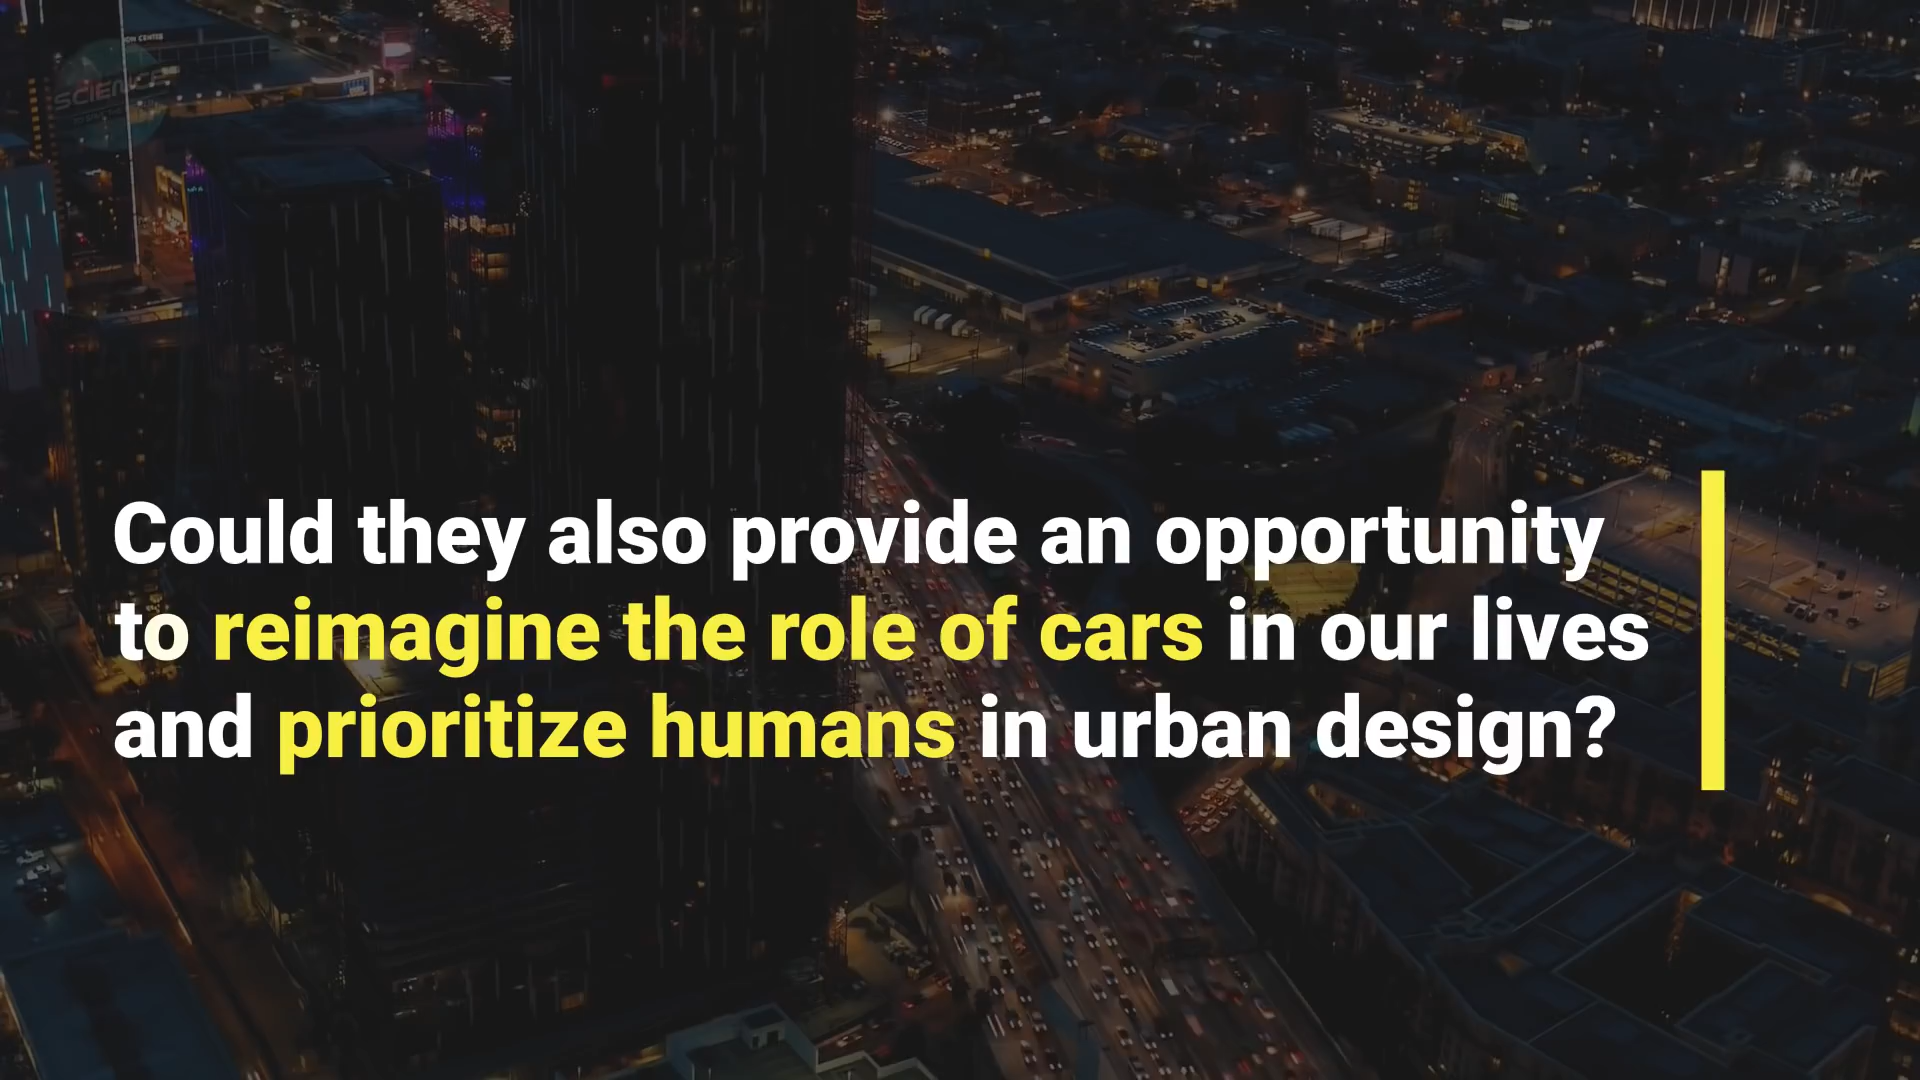 SCIENCE
Could they also provide an opportunity
to reimagine the role of cars in our lives
and prioritize humans in urban design?